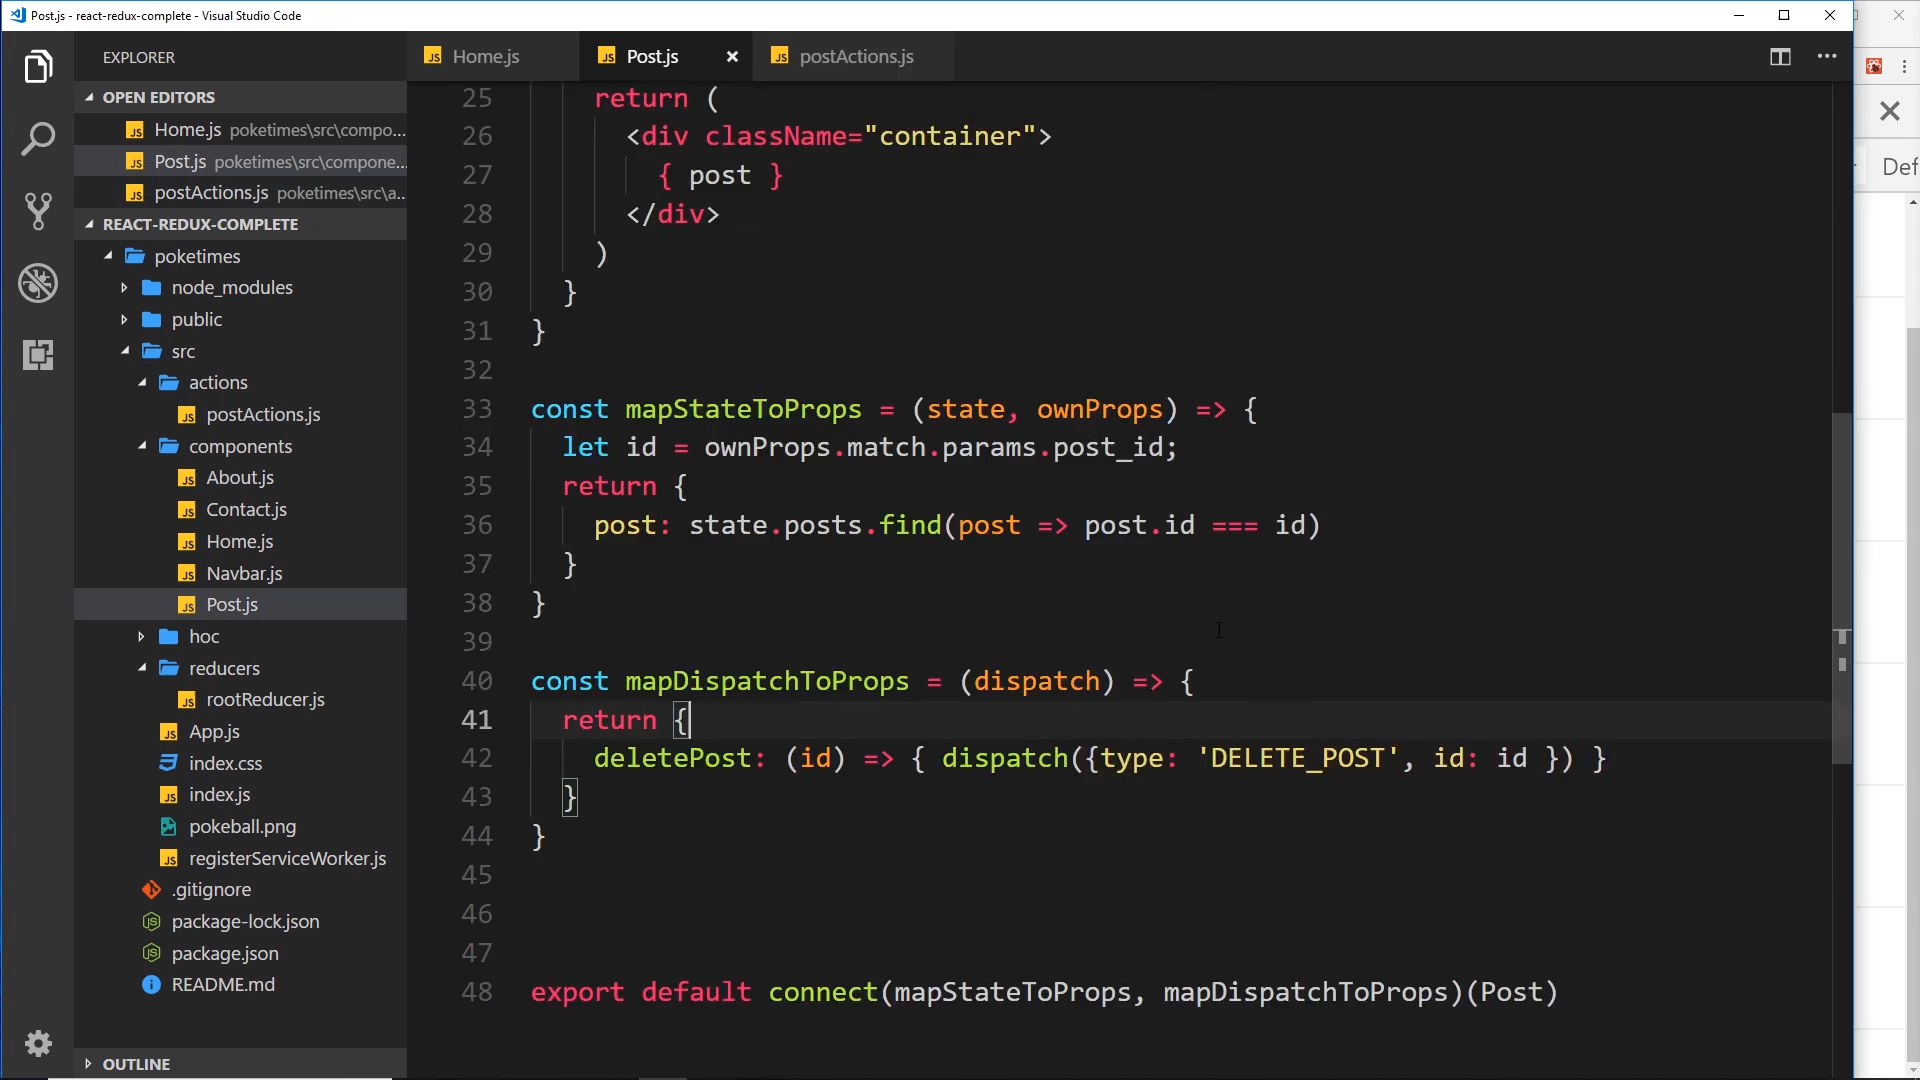 Post.js - react-redux-complete - Visual Studio Code
EXPLORER
OPEN EDITORS
Home.js poketimes\src\compo...
Post.js poketimes\src\compone...
postActions.js poketimes\src\a...
REACT-REDUX-COMPLETE
poketimes
node_modules
public
src
actions
postActions.js
components
About.js
Contact.js
Home.js
Navbar.js
Post.js
hoc
reducers
rootReducer.js
App.js
index.css
index.js
pokeball.png
registerServiceWorker.js
.gitignore
package-lock.json
package.json
README.md
OUTLINE
Home.js Post.js postActions.js
25 return (
26 <div className="container">
27 { post }
28 </div>
29 )
30 }
31 }
32
33 const mapStateToProps = (state, ownProps) => {
34 let id = ownProps.match.params.post_id;
35 return {
36 post: state.posts.find(post => post.id === id)
37 }
38 }
39
40 const mapDispatchToProps = (dispatch) => {
41 return {
42 deletePost: (id) => { dispatch({type: 'DELETE_POST', id: id }) }
43 }
44 }
45
46
47
48 export default connect(mapStateToProps, mapDispatchToProps)(Post)
Def